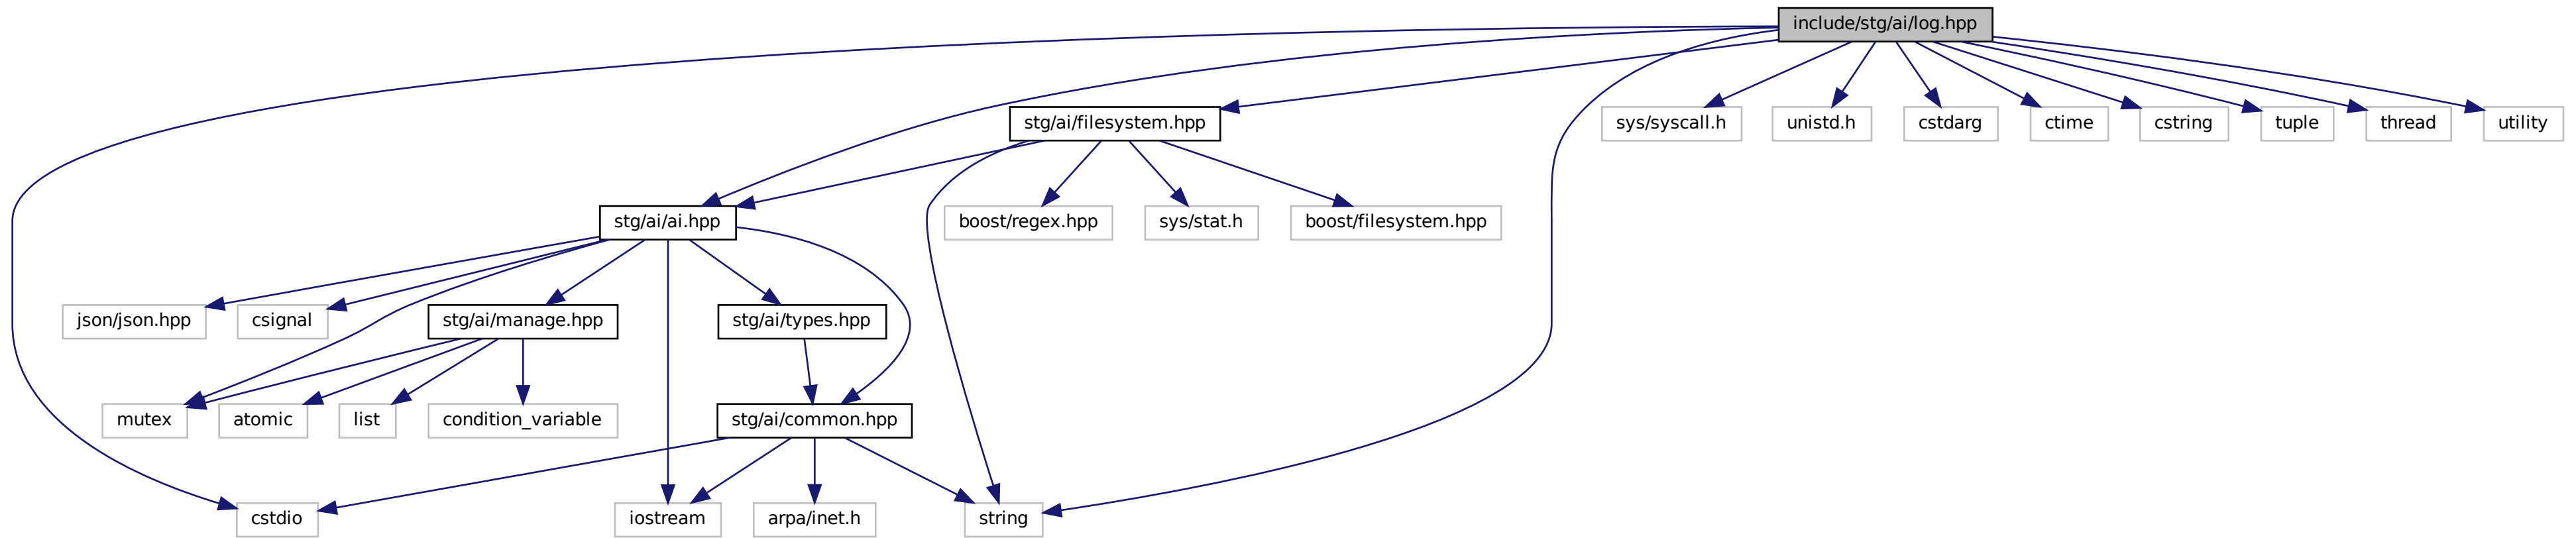 include/stg/ai/log.hpp
stg/ai/filesystem.hpp
sys/syscall.h
unistd.h
cstdarg
ctime
cstring
tuple
thread
utility
stg/ai/ai.hpp
boost/regex.hpp
sys/stat.h
boost/filesystem.hpp
json/json.hpp
csignal
stg/ai/manage.hpp
stg/ai/types.hpp
mutex
atomic
list
condition_variable
stg/ai/common.hpp
cstdio
iostream
arpa/inet.h
string